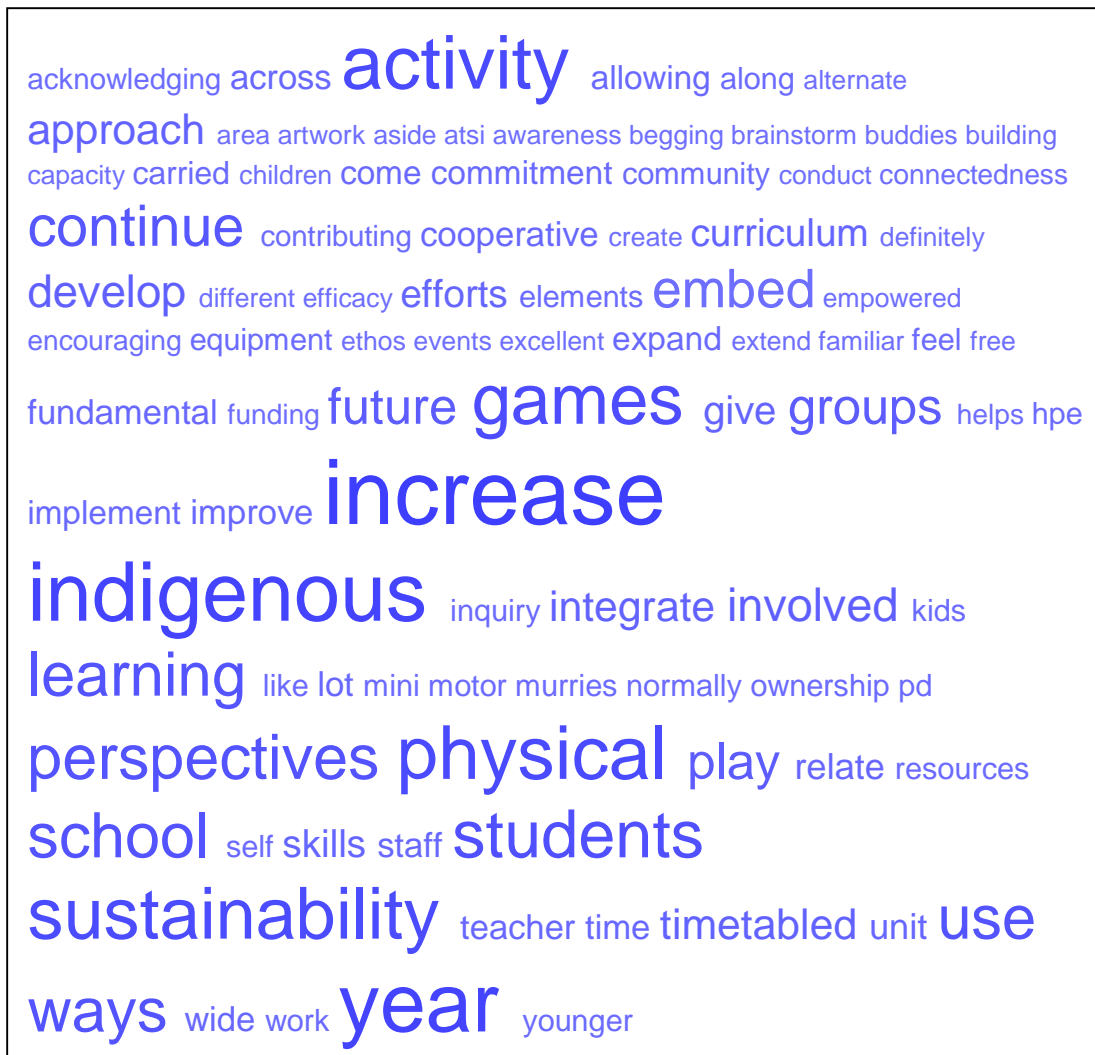 acknowledging across activity allowing along alternate
approach area artwork aside atsi awareness begging brainstorm buddies building
capacity carried children come commitment community conduct connectedness
continue contributing cooperative create curriculum definitely
develop different efficacy efforts elements embed empowered
encouraging equipment ethos events excellent expand extend familiar feel free
fundamental funding future games give groups helps hpe
implement improve increase
indigenous inquiry integrate involved kids
learning like lot mini motor murries normally ownership pd
perspectives physical play relate resources
school self skills staff students
sustainability teacher time timetabled unit use
ways wide work year younger